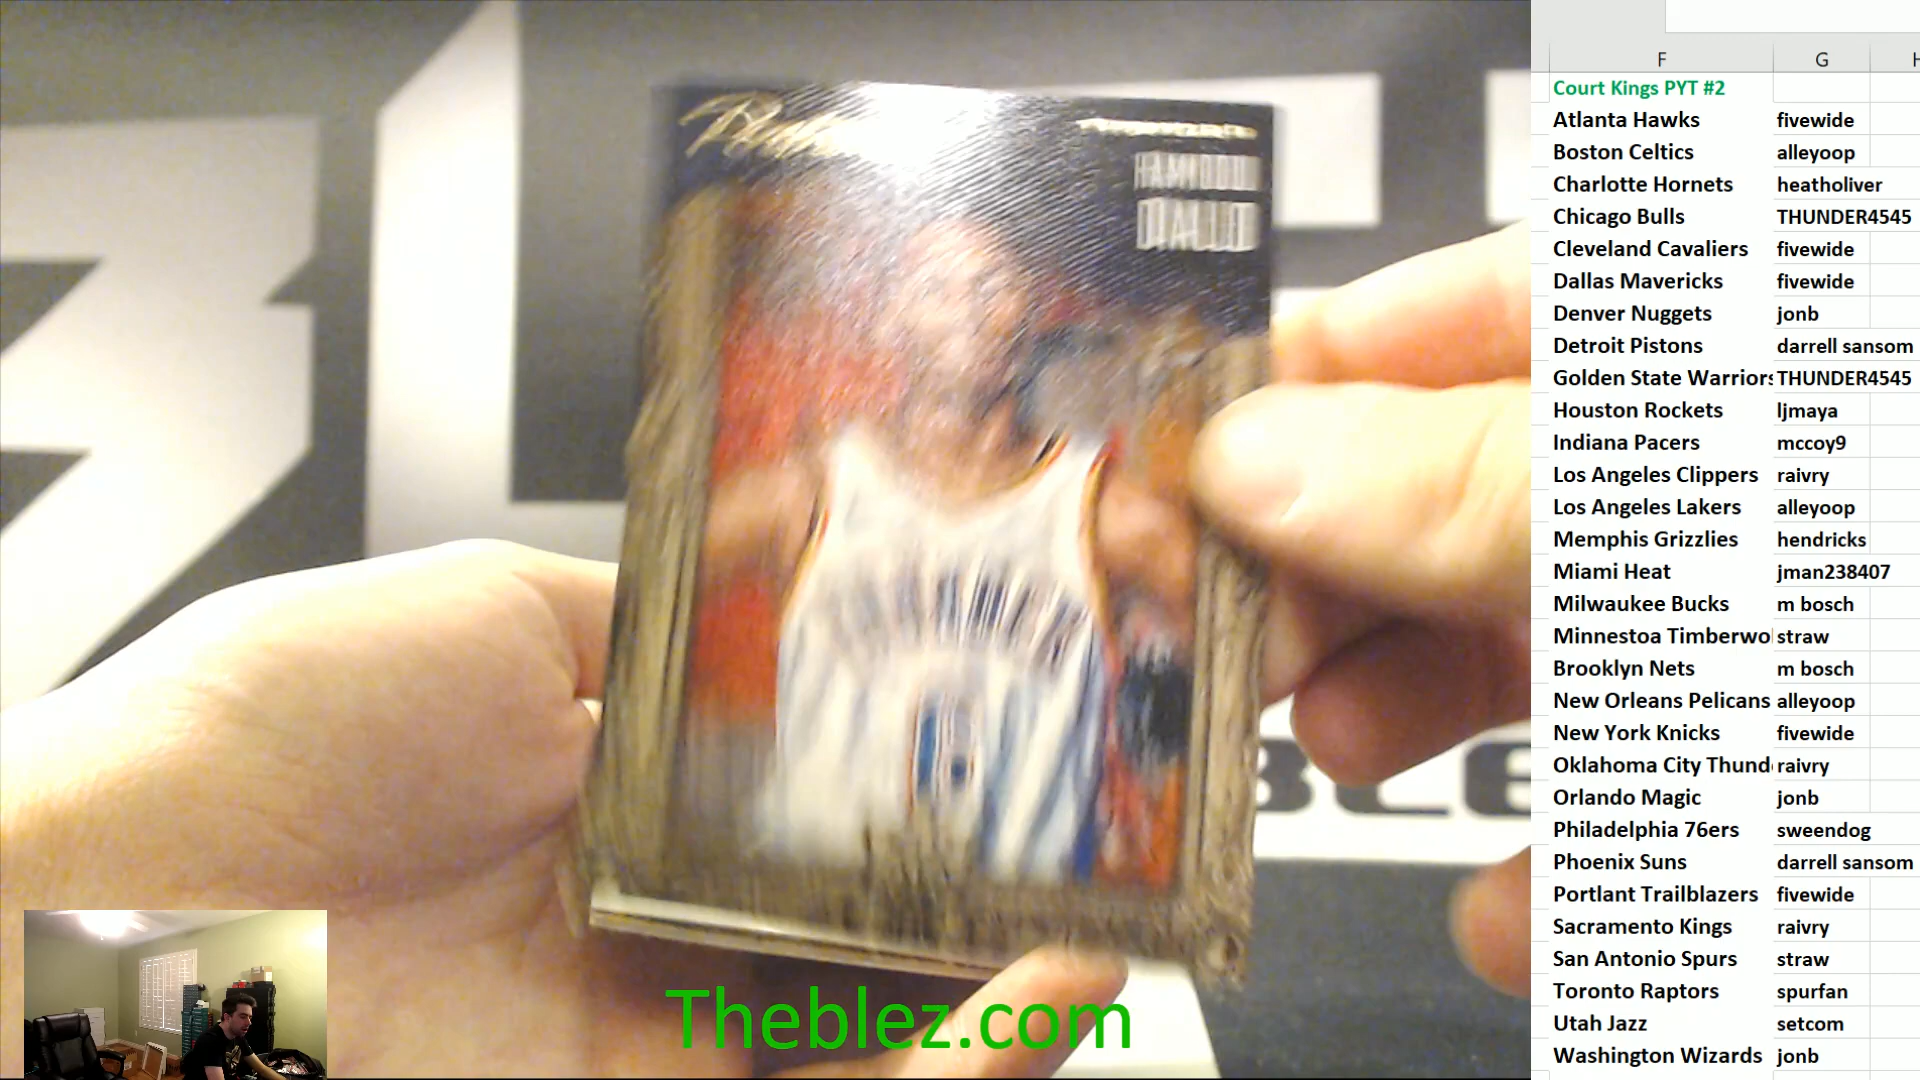 HAMIDOU
DIALLO
F G H
Court Kings PYT #2
Atlanta Hawks fivewide
Boston Celtics alleyoop
Charlotte Hornets heatholiver
Chicago Bulls THUNDER4545
Cleveland Cavaliers fivewide
Dallas Mavericks fivewide
Denver Nuggets jonb
Detroit Pistons darrell sansom
Golden State Warriors THUNDER4545
Houston Rockets ljmaya
Indiana Pacers mccoy9
Los Angeles Clippers raivry
Los Angeles Lakers alleyoop
Memphis Grizzlies hendricks
Miami Heat jman238407
Milwaukee Bucks m bosch
Minnestoa Timberwol straw
Brooklyn Nets m bosch
New Orleans Pelicans alleyoop
New York Knicks fivewide
Oklahoma City Thund raivry
Orlando Magic jonb
Philadelphia 76ers sweendog
Phoenix Suns darrell sansom
Portlant Trailblazers fivewide
Sacramento Kings raivry
San Antonio Spurs straw
Toronto Raptors spurfan
Utah Jazz setcom
Washington Wizards jonb
Theblez.com